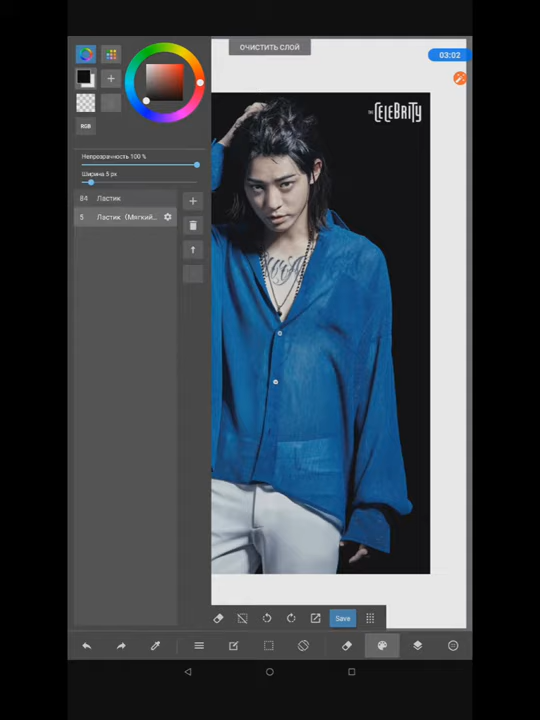 ОЧИСТИТЬ СЛОЙ
03:02
THE CELEBRITY
RGB
Непрозрачность 100 %
Ширина 5 px
84 Ластик
5 Ластик (Мягкий...
Save